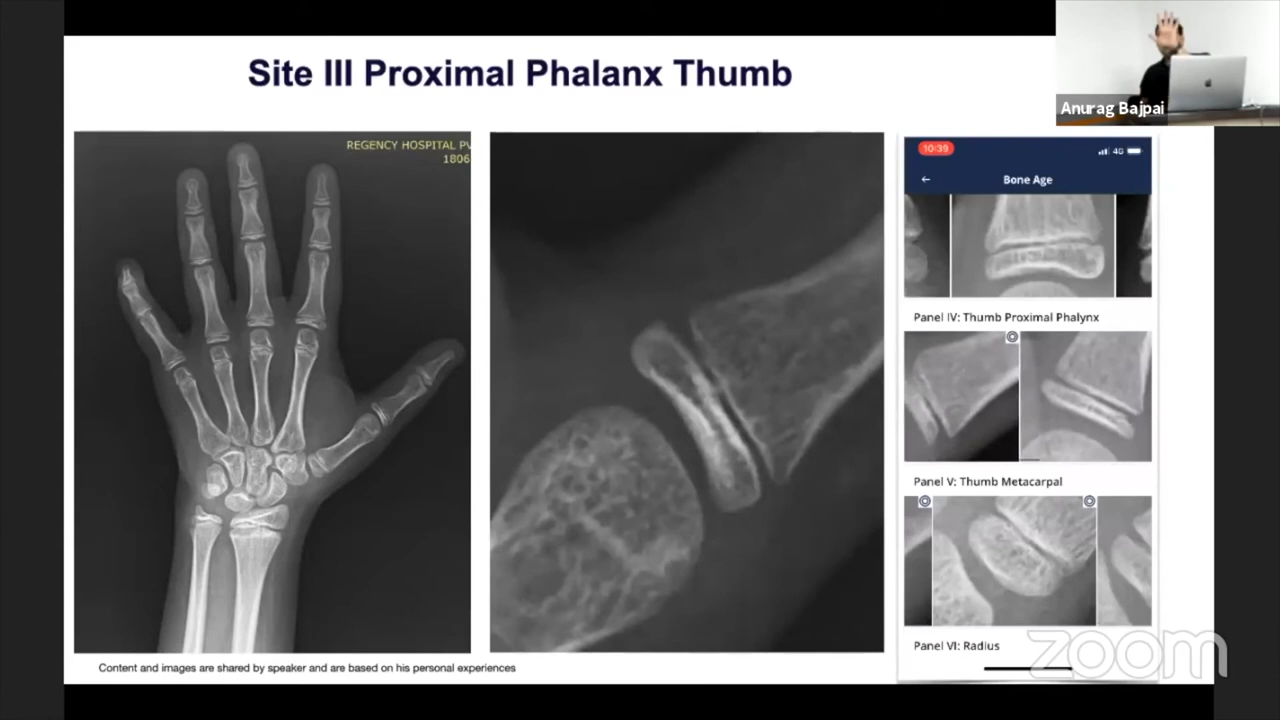 Site III Proximal Phalanx Thumb
Anurag Bajpai
REGENCY HOSPITAL PV
1806
10:39
4G
Bone Age
Panel IV: Thumb Proximal Phalynx
Panel V: Thumb Metacarpal
Panel VI: Radius
Content and images are shared by speaker and are based on his personal experiences
zoom